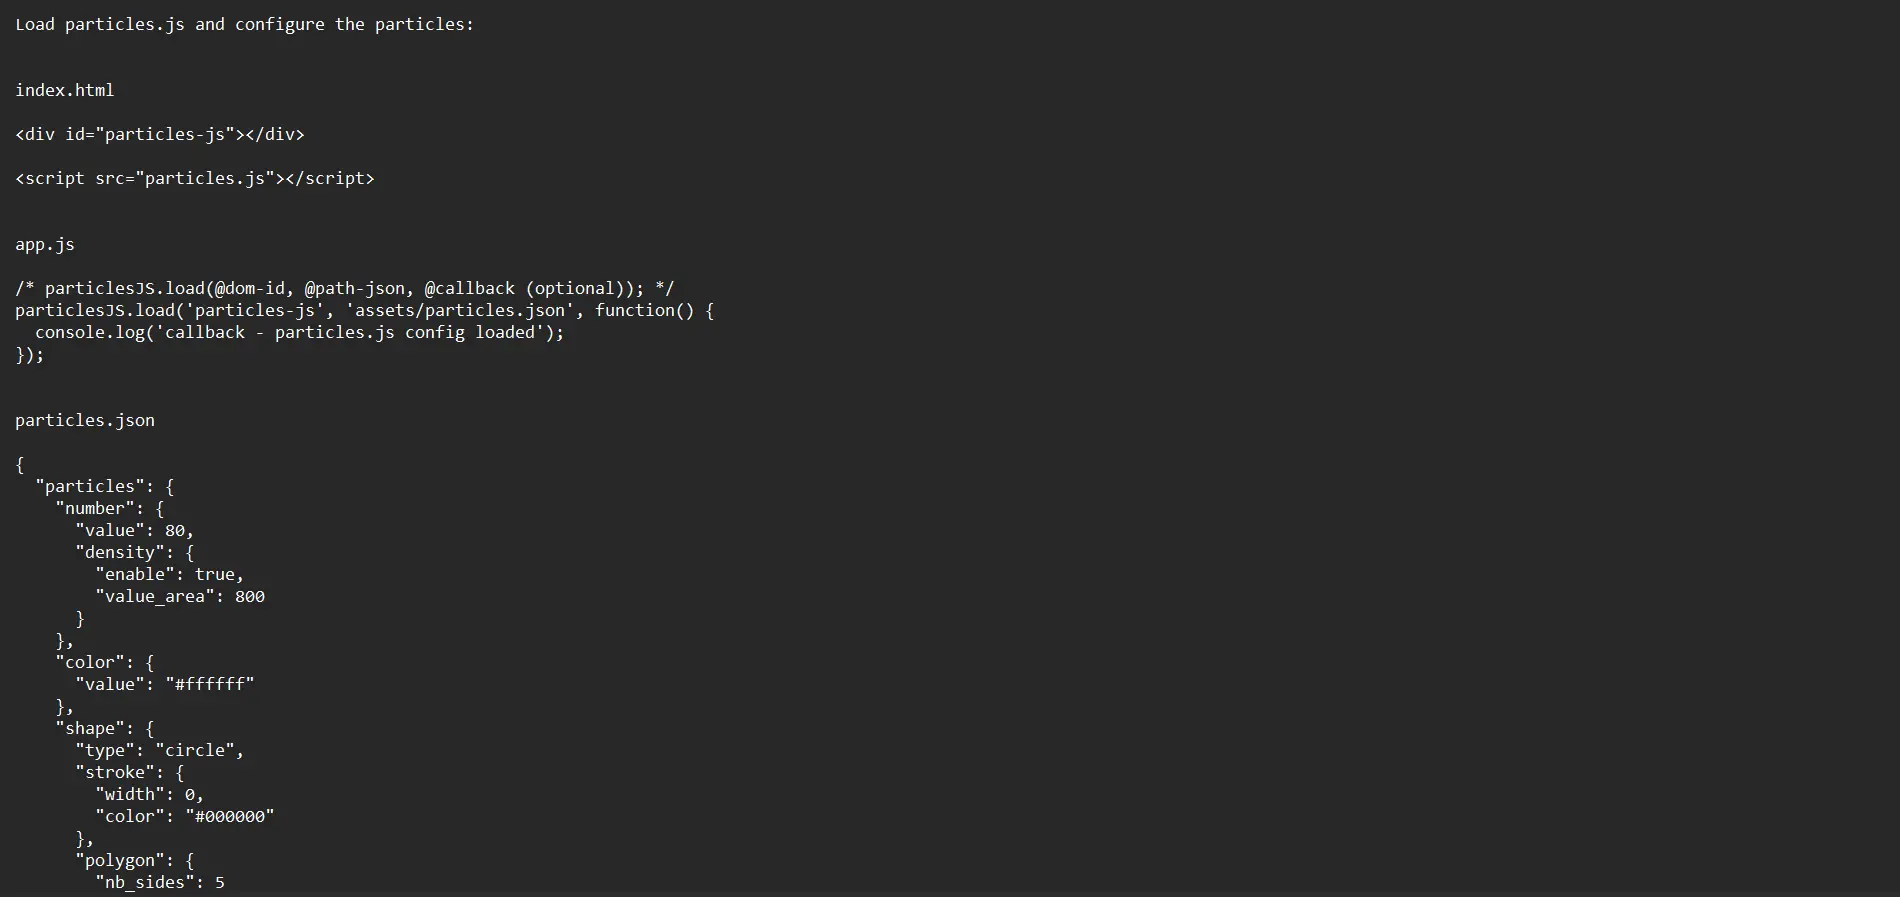 Load particles.js and configure the particles:
index.html
<div id="particles-js"></div>
<script src="particles.js"></script>
app.js
/* particlesJS.load(@dom-id, @path-json, @callback (optional)); */
particlesJS.load('particles-js', 'assets/particles.json', function() {
  console.log('callback - particles.js config loaded');
});
particles.json
{
  "particles": {
    "number": {
      "value": 80,
      "density": {
        "enable": true,
        "value_area": 800
      }
    },
    "color": {
      "value": "#ffffff"
    },
    "shape": {
      "type": "circle",
      "stroke": {
        "width": 0,
        "color": "#000000"
      },
      "polygon": {
        "nb_sides": 5